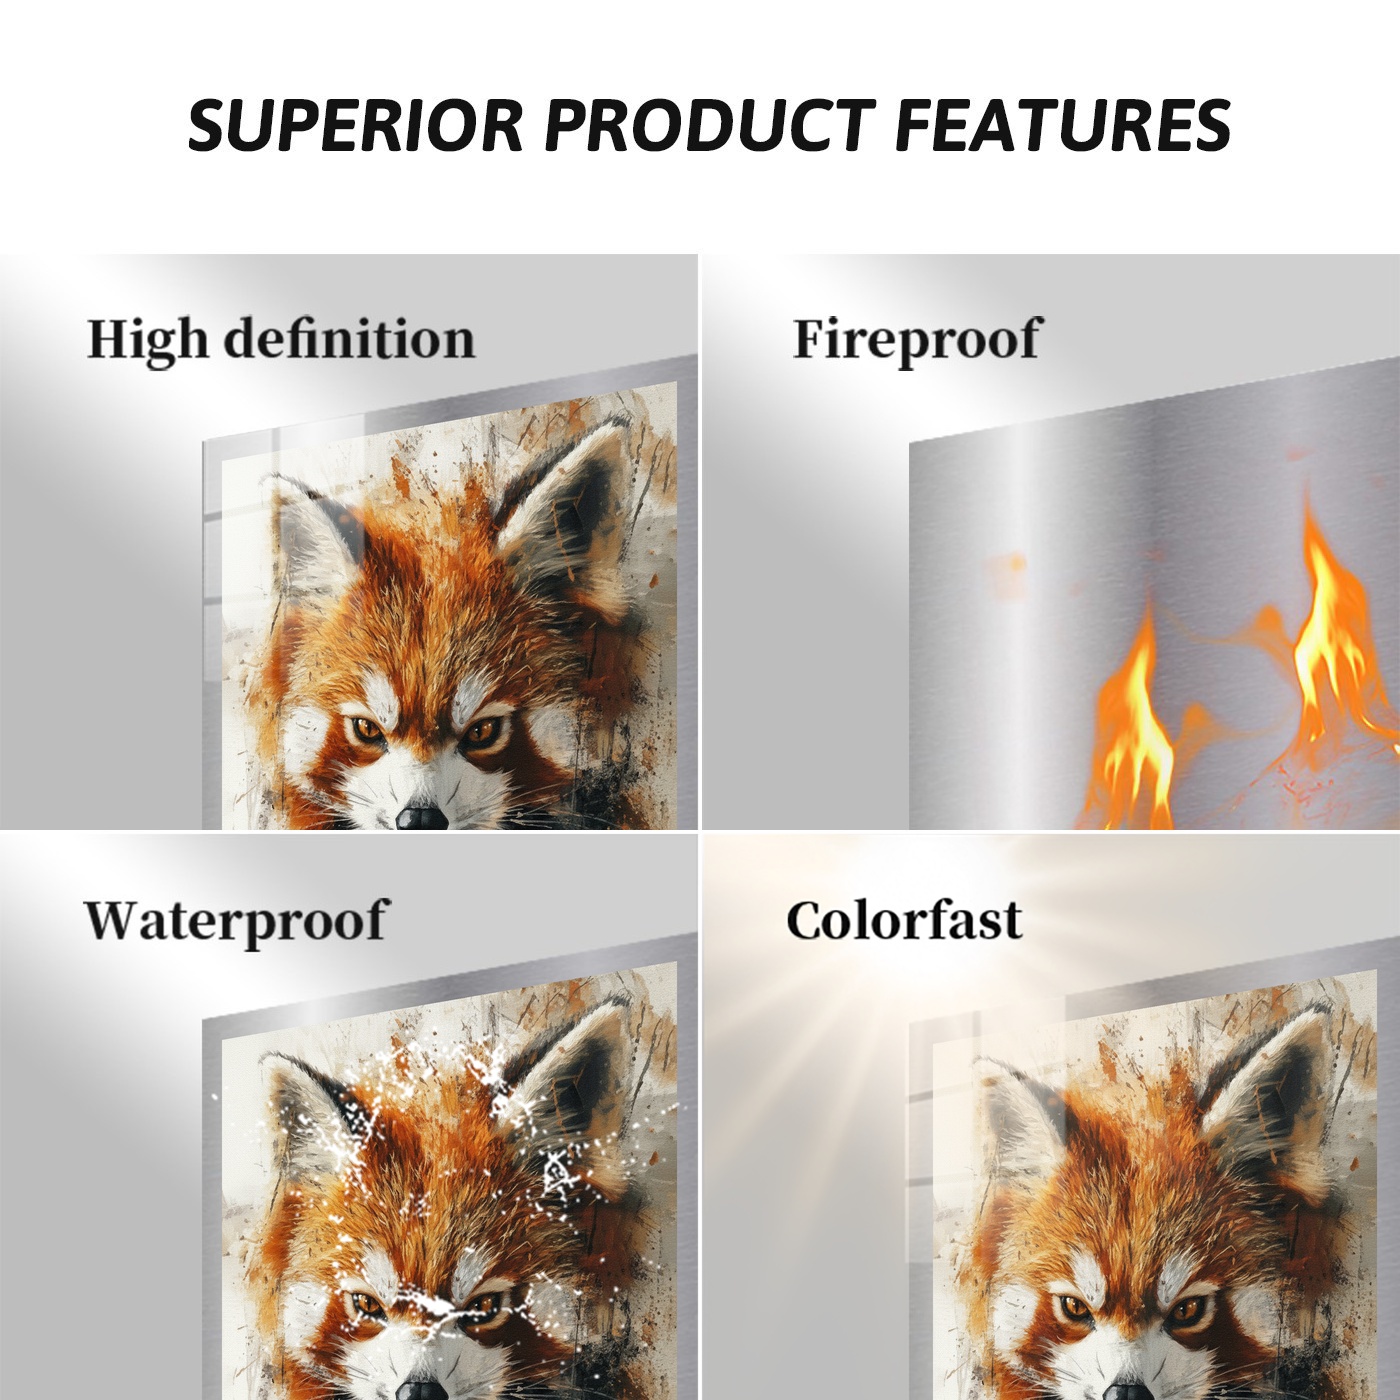 SUPERIOR PRODUCT FEATURES
High definition
Fireproof
Waterproof
Colorfast